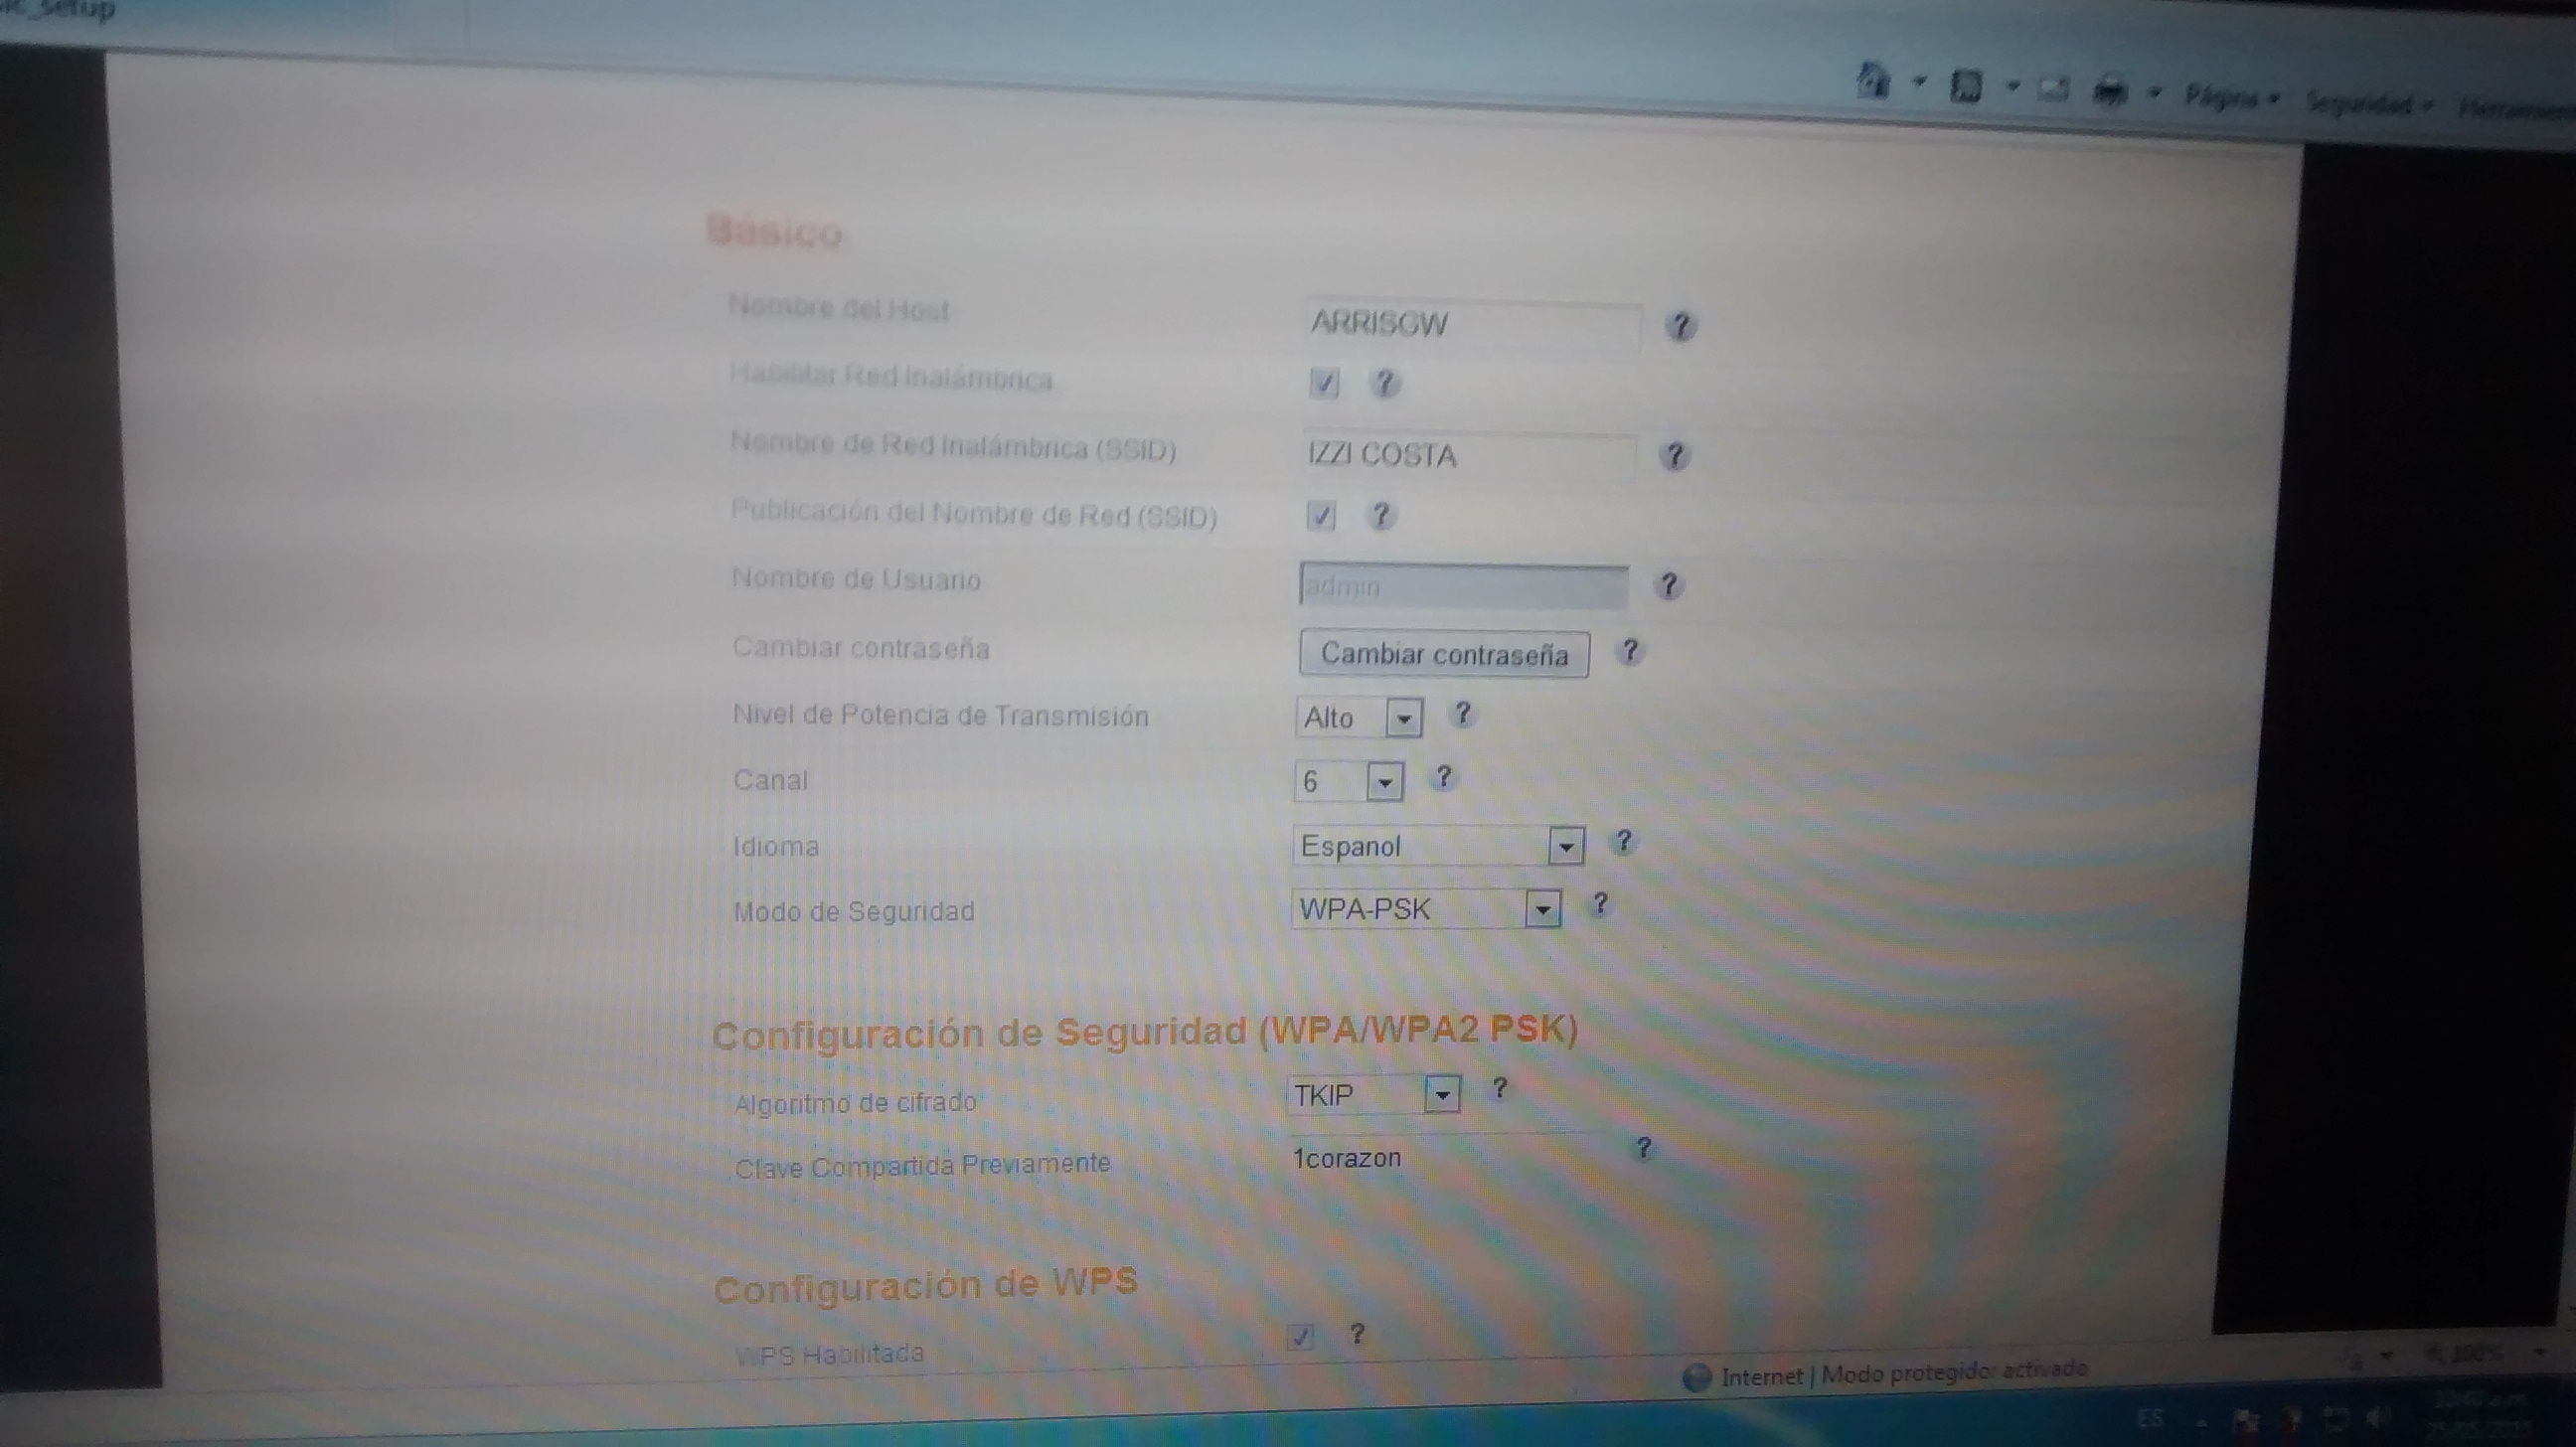 ic_setup
Página
Seguridad
Básico
Nombre del Host ARRISGW ?
Habilitar Red Inalámbrica ?
Nombre de Red Inalámbrica (SSID) IZZI COSTA ?
Publicación del Nombre de Red (SSID) ?
Nombre de Usuario admin ?
Cambiar contraseña Cambiar contraseña ?
Nivel de Potencia de Transmisión Alto ?
Canal 6 ?
Idioma Espanol ?
Modo de Seguridad WPA-PSK ?
Configuración de Seguridad (WPA/WPA2 PSK)
Algoritmo de cifrado TKIP ?
Clave Compartida Previamente 1corazon ?
Configuración de WPS
WPS Habilitada ?
Internet | Modo protegido: activado
100%
ES